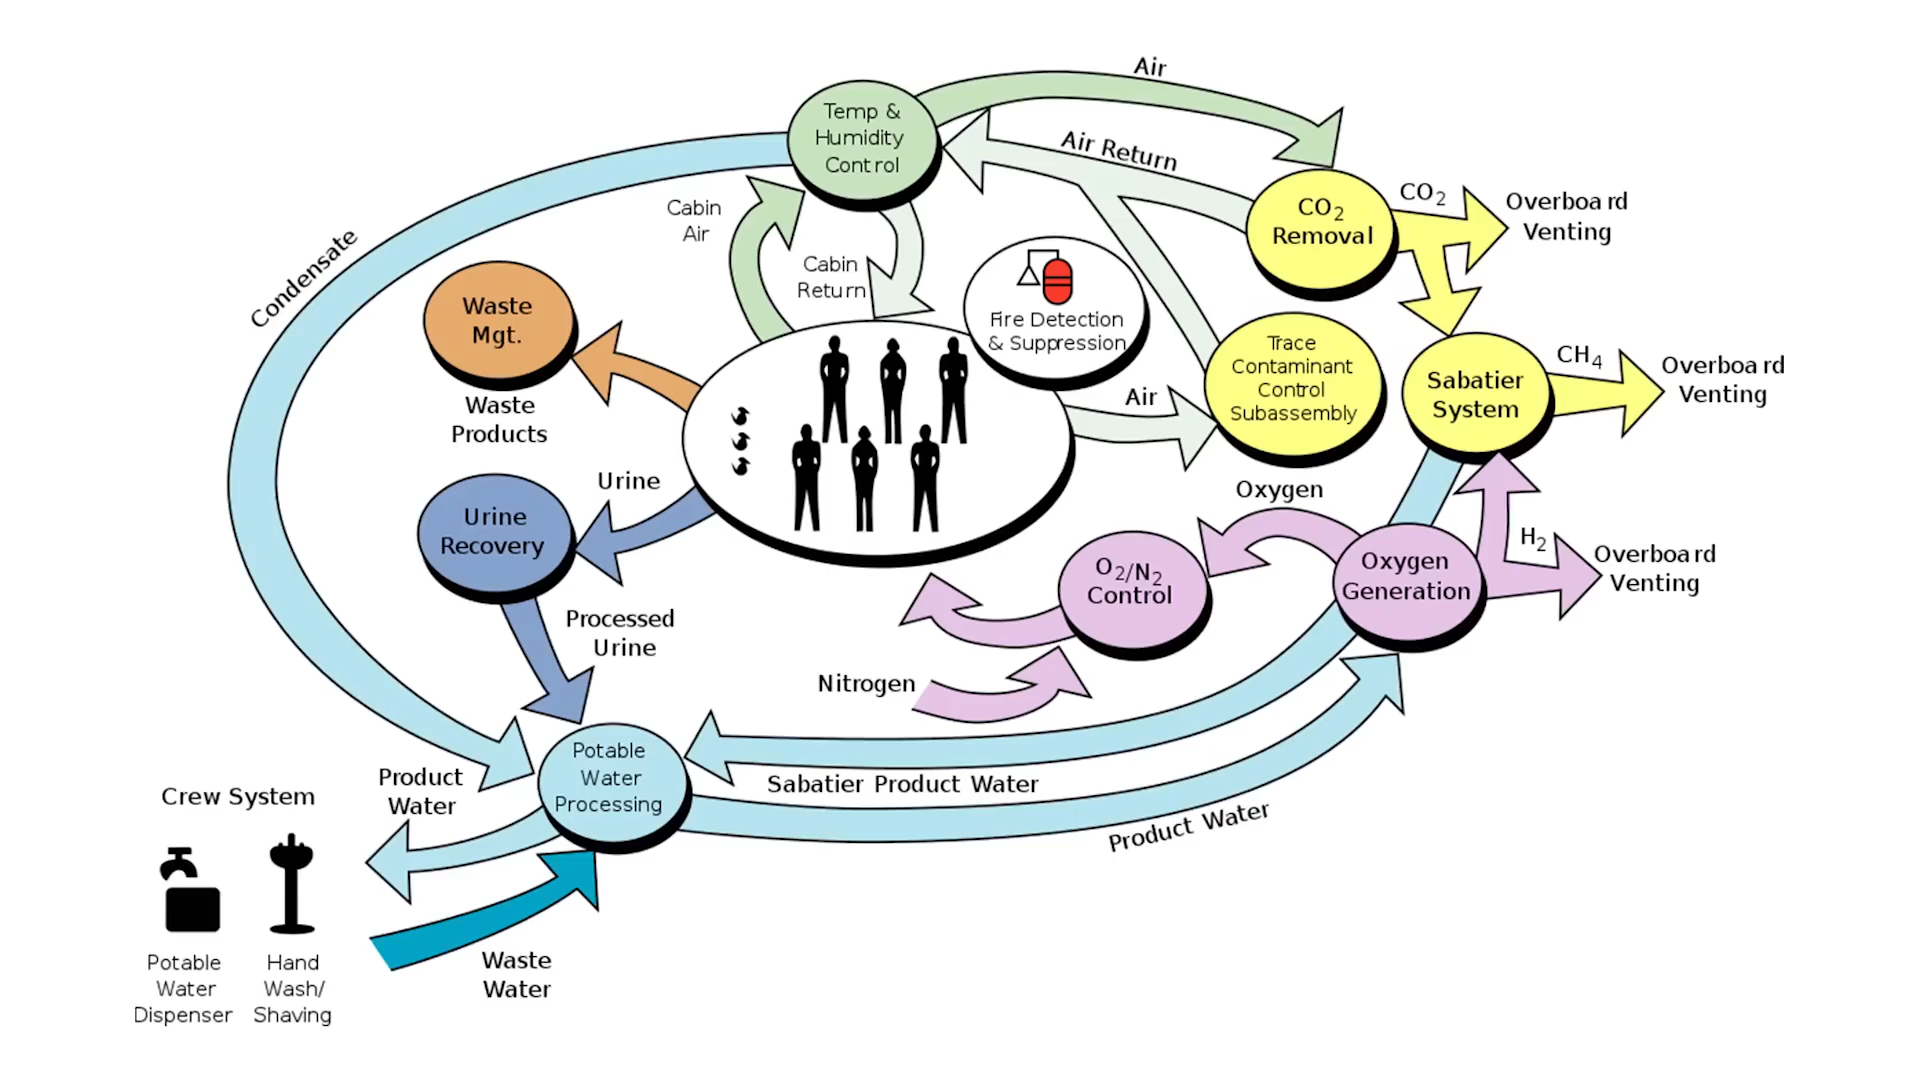 Air
Temp &
Humidity
Control
Air Return
CO2
Removal
CO2
Overboard
Venting
Cabin
Air
Cabin
Return
Condensate
Waste
Mgt.
Waste
Products
Fire Detection
& Suppression
Trace
Contaminant
Control
Subassembly
Air
Sabatier
System
CH4
Overboard
Venting
Urine
Urine
Recovery
Oxygen
O2/N2
Control
Oxygen
Generation
H2
Overboard
Venting
Processed
Urine
Nitrogen
Potable
Water
Processing
Sabatier Product Water
Product Water
Product
Water
Crew System
Potable
Water
Dispenser
Hand
Wash/
Shaving
Waste
Water